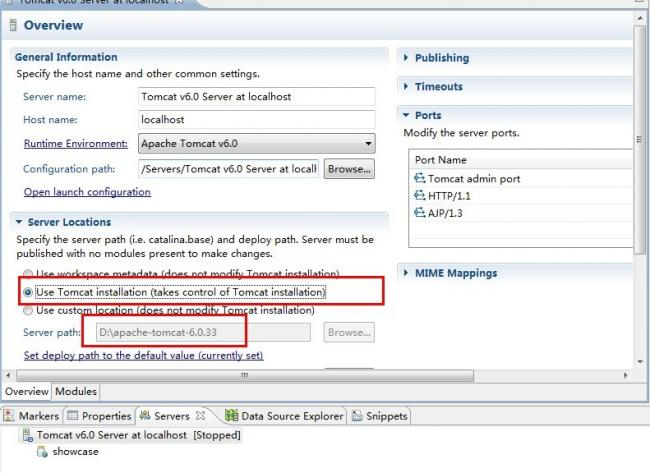 Tomcat v6.0 Server at localhost
Overview
General Information
Specify the host name and other common settings.
Server name: Tomcat v6.0 Server at localhost
Host name: localhost
Runtime Environment: Apache Tomcat v6.0
Configuration path: /Servers/Tomcat v6.0 Server at local Browse...
Open launch configuration
Server Locations
Specify the server path (i.e. catalina.base) and deploy path. Server must be
published with no modules present to make changes.
Use workspace metadata (does not modify Tomcat installation)
Use Tomcat installation (takes control of Tomcat installation)
Use custom location (does not modify Tomcat installation)
Server path: D:\apache-tomcat-6.0.33 Browse...
Set deploy path to the default value (currently set)
Publishing
Timeouts
Ports
Modify the server ports.
Port Name
Tomcat admin port
HTTP/1.1
AJP/1.3
MIME Mappings
Overview Modules
Markers Properties Servers Data Source Explorer Snippets
Tomcat v6.0 Server at localhost [Stopped]
showcase